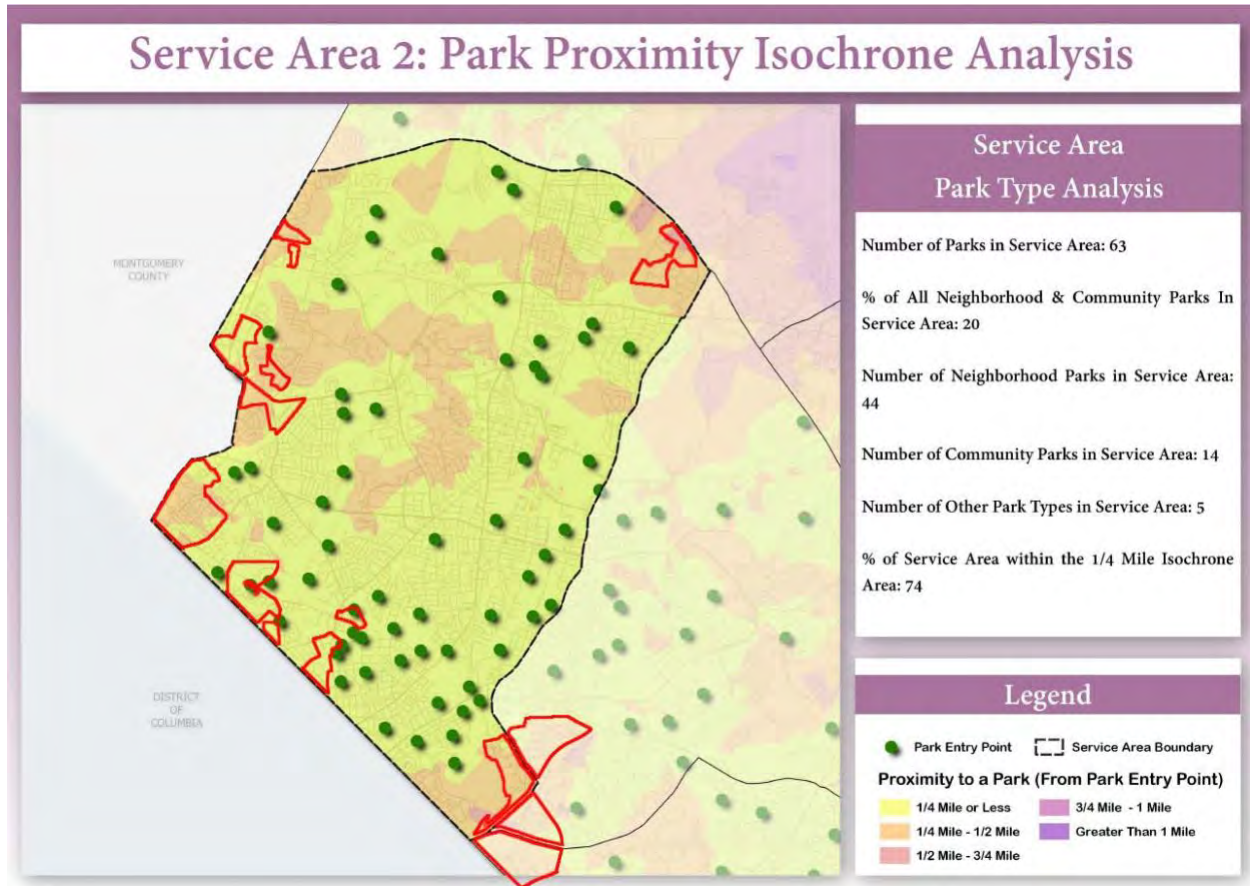 Service Area 2: Park Proximity Isochrone Analysis
MONTGOMERY
COUNTY
DISTRICT
OF
COLUMBIA
Service Area
Park Type Analysis
Number of Parks in Service Area: 63
% of All Neighborhood & Community Parks In
Service Area: 20
Number of Neighborhood Parks in Service Area:
44
Number of Community Parks in Service Area: 14
Number of Other Park Types in Service Area: 5
% of Service Area within the 1/4 Mile Isochrone
Area: 74
Legend
Park Entry Point
Service Area Boundary
Proximity to a Park (From Park Entry Point)
1/4 Mile or Less
1/4 Mile - 1/2 Mile
1/2 Mile - 3/4 Mile
3/4 Mile - 1 Mile
Greater Than 1 Mile